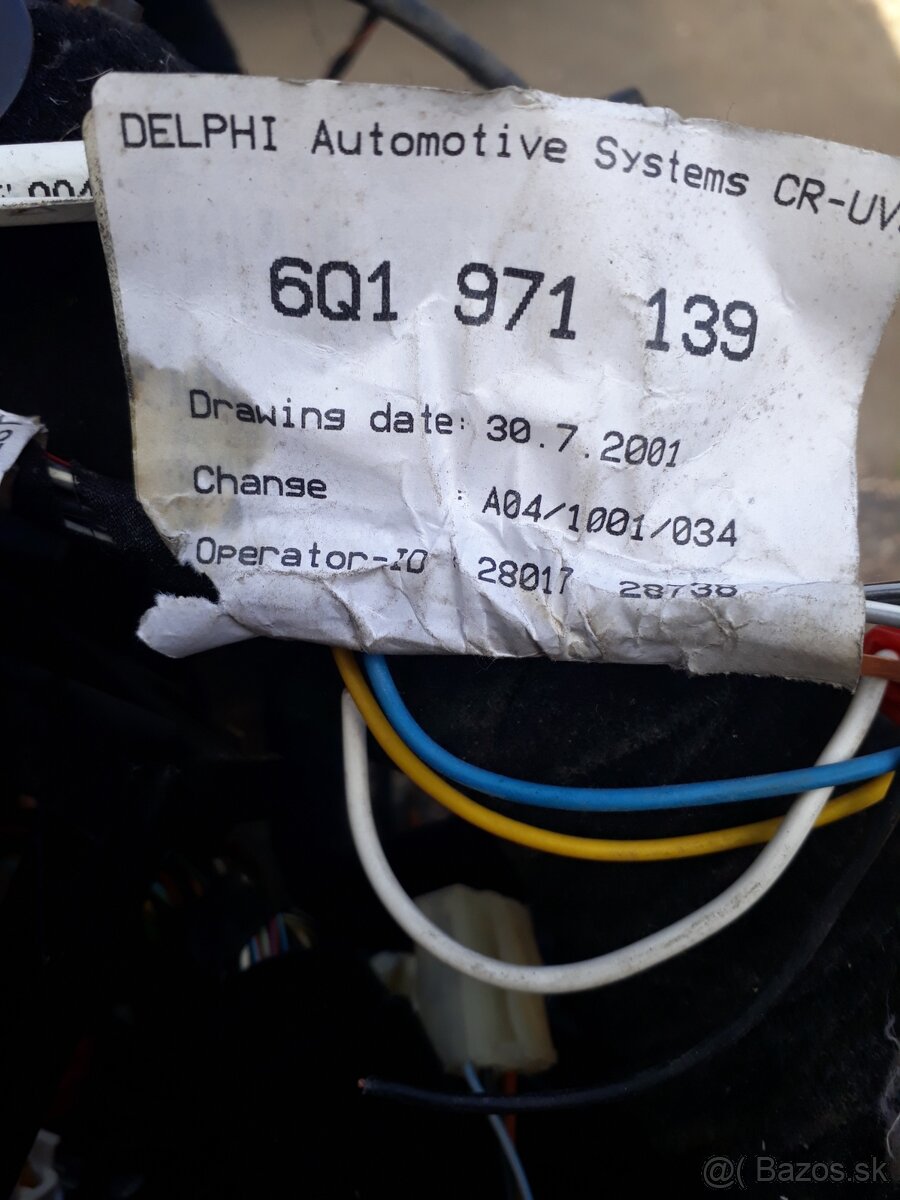 DELPHI Automotive Systems CR-UV.
6Q1 971 139
Drawing date: 30.7.2001
Change : A04/1001/034
Operator-ID : 28017 28738
@( Bazos.sk